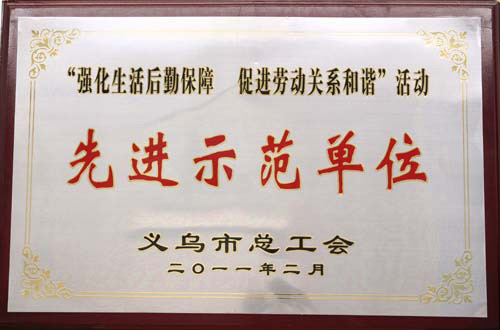 “强化生活后勤保障 促进劳动关系和谐”活动
先进示范单位
义乌市总工会
二〇一一年二月